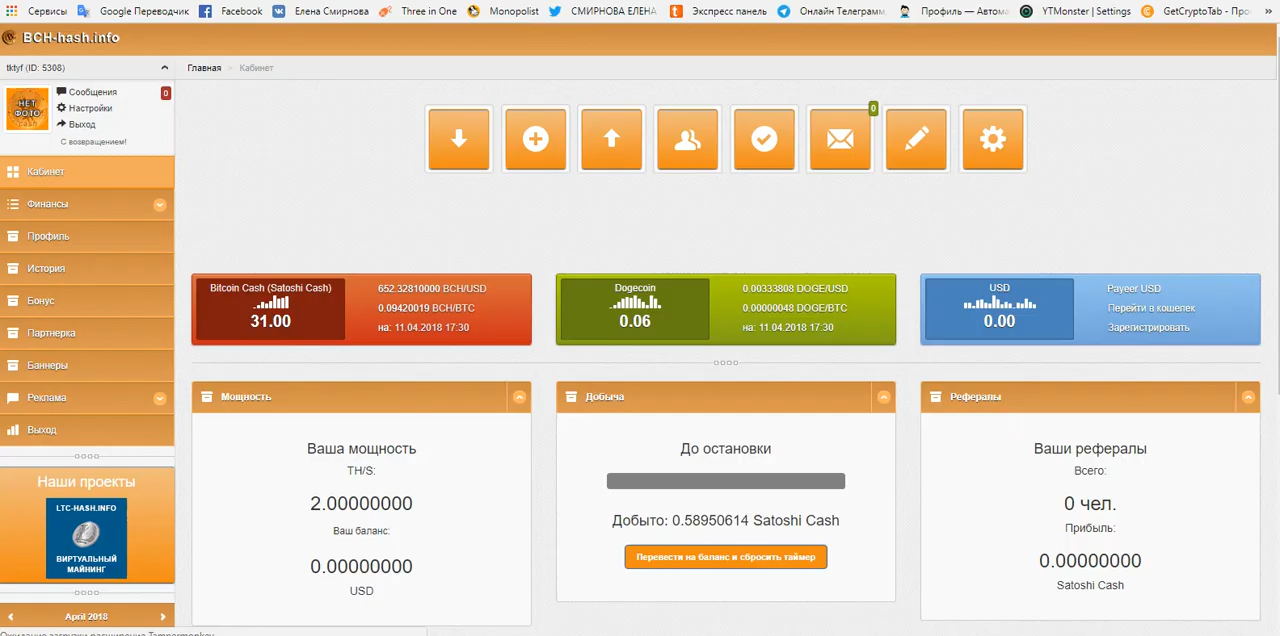 Сервисы Google Переводчик Facebook Елена Смирнова Three in One Monopolist СМИРНОВА ЕЛЕНА Экспресс панель Онлайн Телеграмм Профиль — Автома YTMonster | Settings GetCryptoTab - Про »
BCH-hash.info
tktyf (ID: 5308)
Главная > Кабинет
НЕТ ФОТО
Сообщения 0
Настройки
Выход
С возвращением!
0
Кабинет
Финансы
Профиль
История
Бонус
Партнерка
Баннеры
Реклама
Выход
Наши проекты
LTC-HASH.INFO
ВИРТУАЛЬНЫЙ
МАЙНИНГ
April 2018
Bitcoin Cash (Satoshi Cash)
31.00
652.32810000 BCH/USD
0.09420019 BCH/BTC
на: 11.04.2018 17:30
Dogecoin
0.06
0.00333808 DOGE/USD
0.00000048 DOGE/BTC
на: 11.04.2018 17:30
USD
0.00
Payeer USD
Перейти в кошелек
Зарегистрировать
Мощность
Ваша мощность
TH/S:
2.00000000
Ваш баланс:
0.00000000
USD
Добыча
До остановки
Добыто: 0.58950614 Satoshi Cash
Перевести на баланс и сбросить таймер
Рефералы
Ваши рефералы
Всего:
0 чел.
Прибыль:
0.00000000
Satoshi Cash